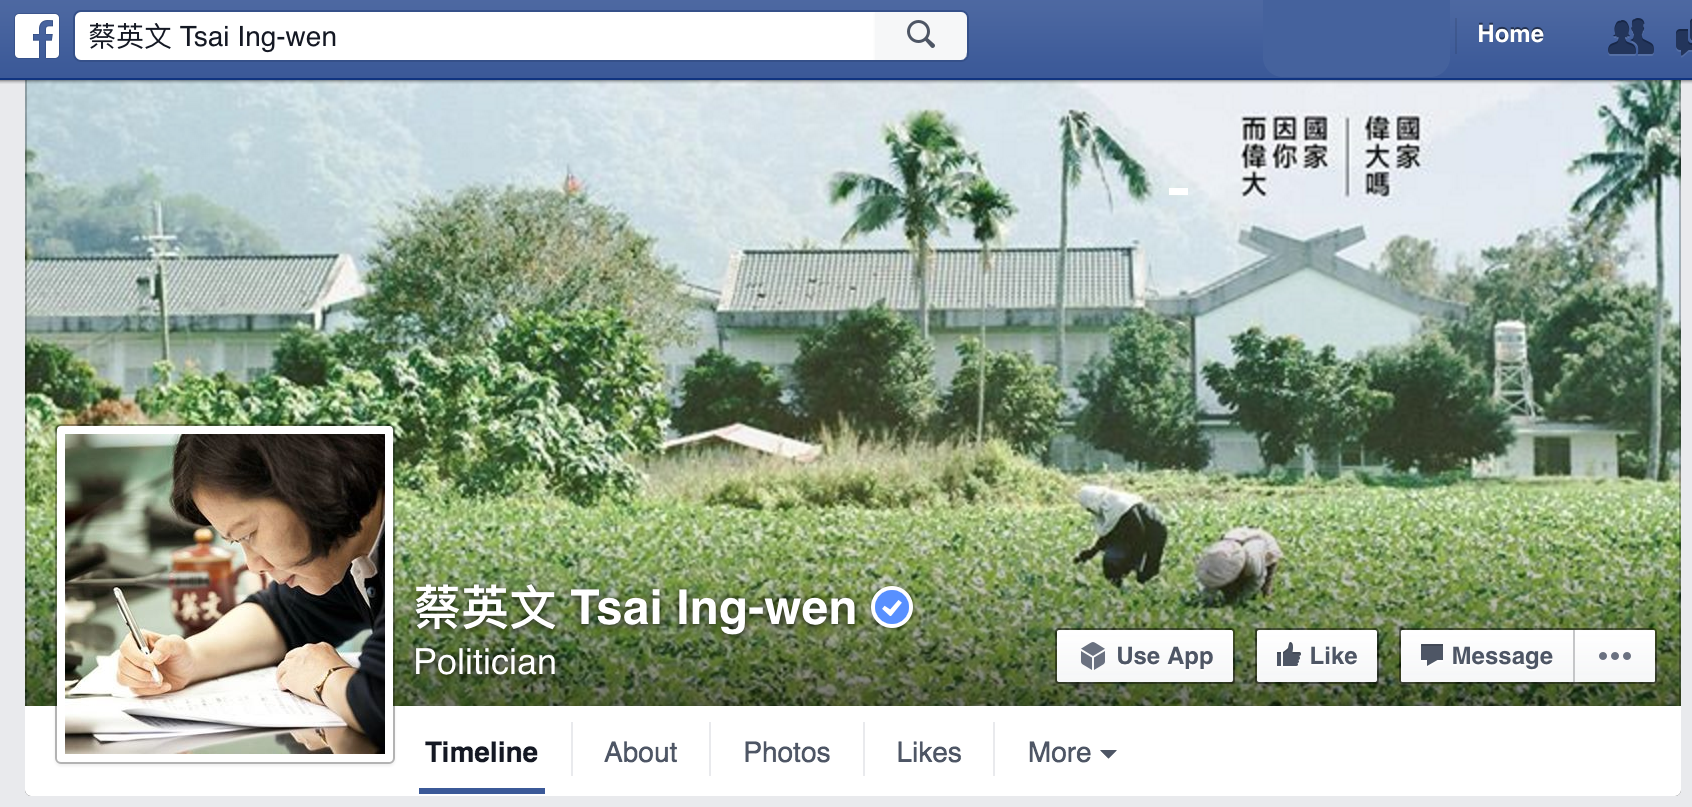 f
蔡英文 Tsai Ing-wen
Home
國家
偉大嗎
國家
因你
而偉大
蔡英文 Tsai Ing-wen
Politician
Use App
Like
Message
Timeline
About
Photos
Likes
More